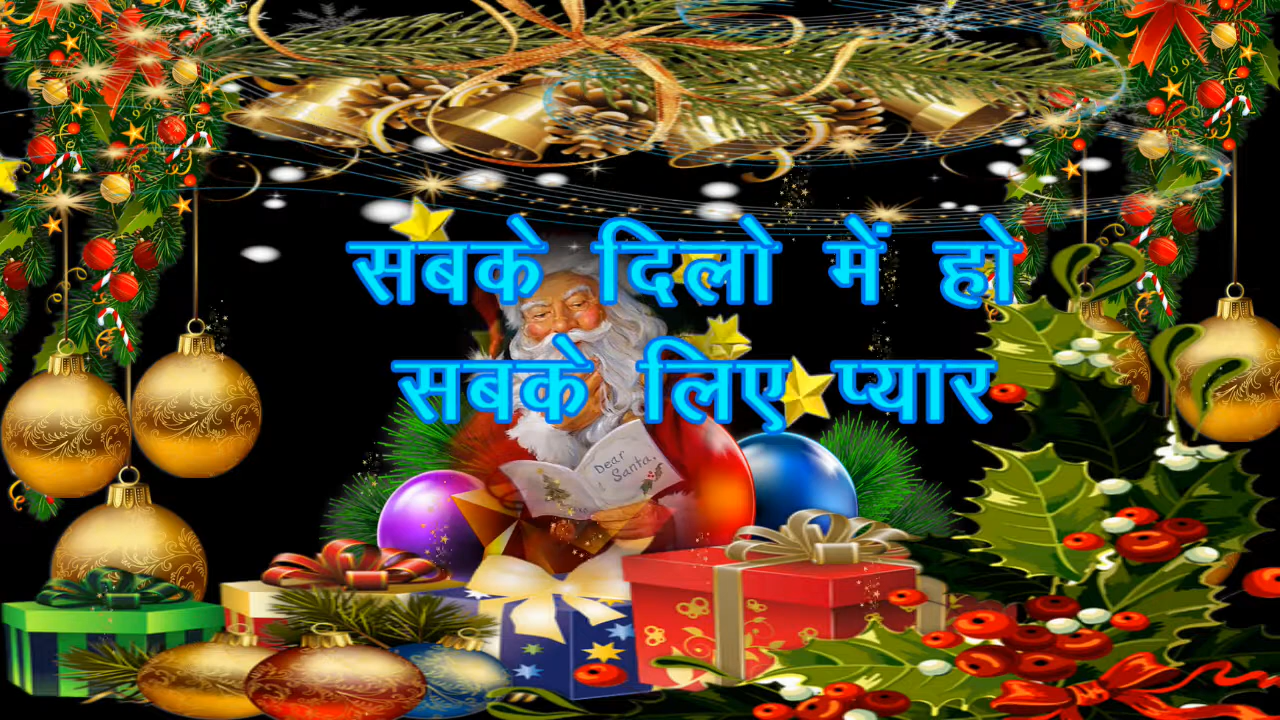 सबके दिलो में हो
सबके लिए प्यार
Dear
Santa,